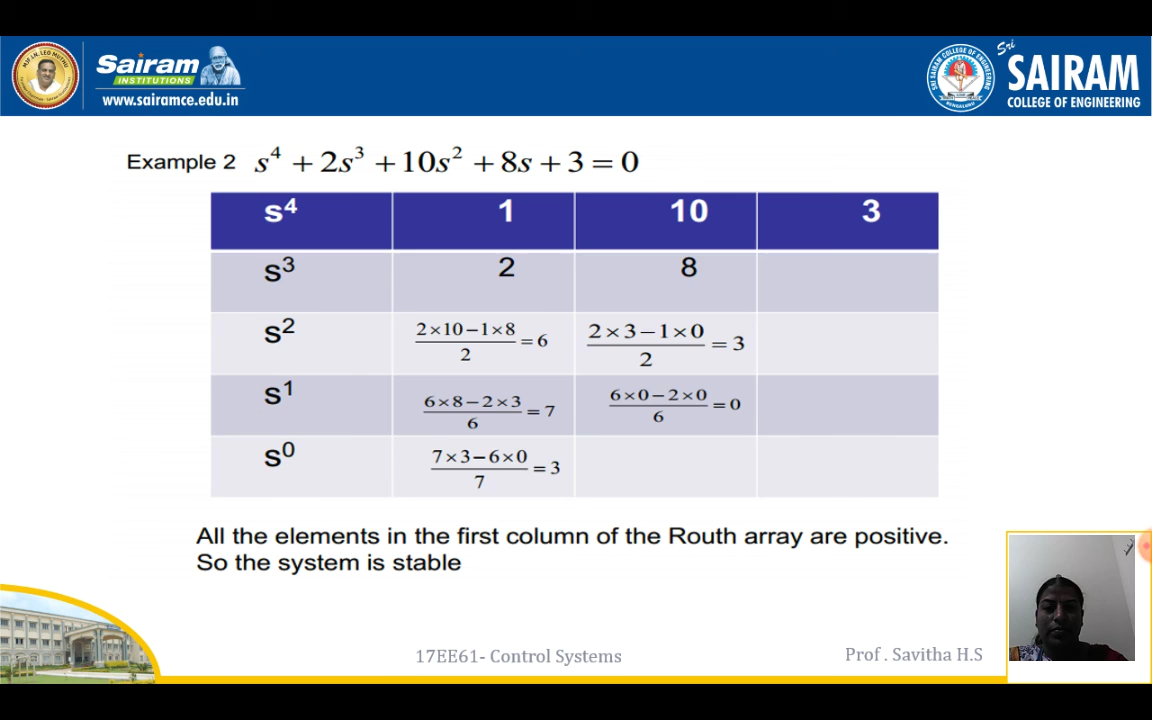 Sairam
INSTITUTIONS
www.sairamce.edu.in
Sri
SAIRAM
COLLEGE OF ENGINEERING
Example 2 s⁴ + 2s³ + 10s² + 8s + 3 = 0
s⁴ 1 10 3
s³ 2 8
s² (2×10−1×8)/2 = 6 (2×3−1×0)/2 = 3
s¹ (6×8−2×3)/6 = 7 (6×0−2×0)/6 = 0
s⁰ (7×3−6×0)/7 = 3
All the elements in the first column of the Routh array are positive.
So the system is stable
17EE61- Control Systems
Prof . Savitha H.S